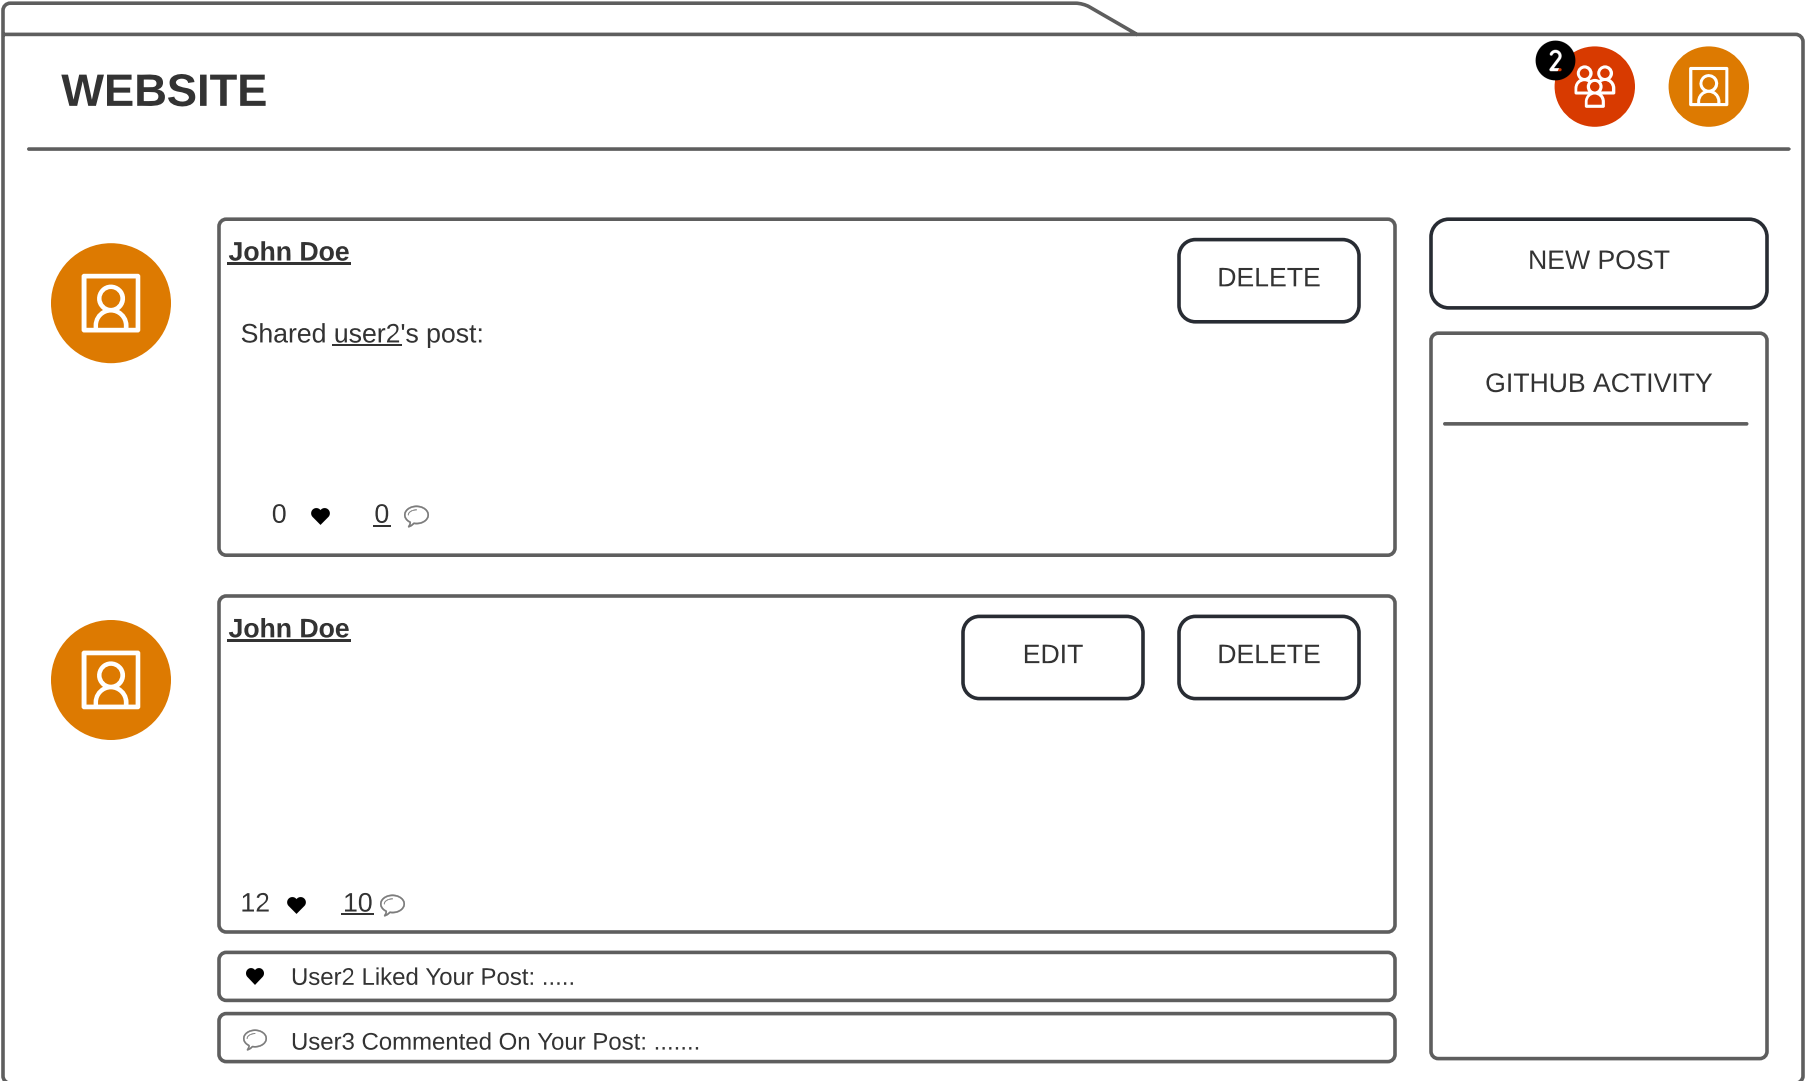 WEBSITE
2
John Doe
DELETE
Shared user2's post:
0
0
NEW POST
GITHUB ACTIVITY
John Doe
EDIT
DELETE
12
10
User2 Liked Your Post: .....
User3 Commented On Your Post: .......